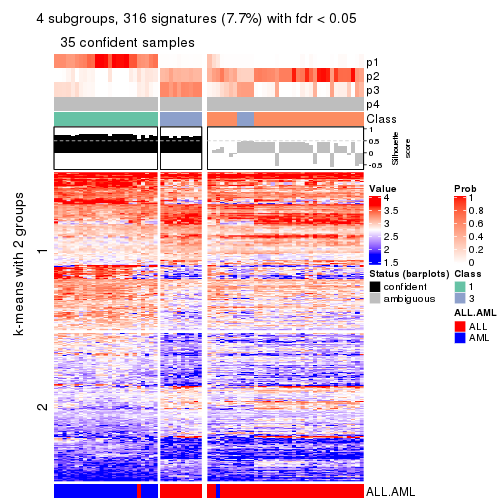 4 subgroups, 316 signatures (7.7%) with fdr < 0.05
35 confident samples
p1
p2
p3
p4
Class
1
0.5
0
-0.5
Silhouette
score
k-means with 2 groups
1
2
ALL.AML
Value
4
3.5
3
2.5
2
1.5
Prob
1
0.8
0.6
0.4
0.2
0
Status (barplots)
confident
ambiguous
Class
1
3
ALL.AML
ALL
AML